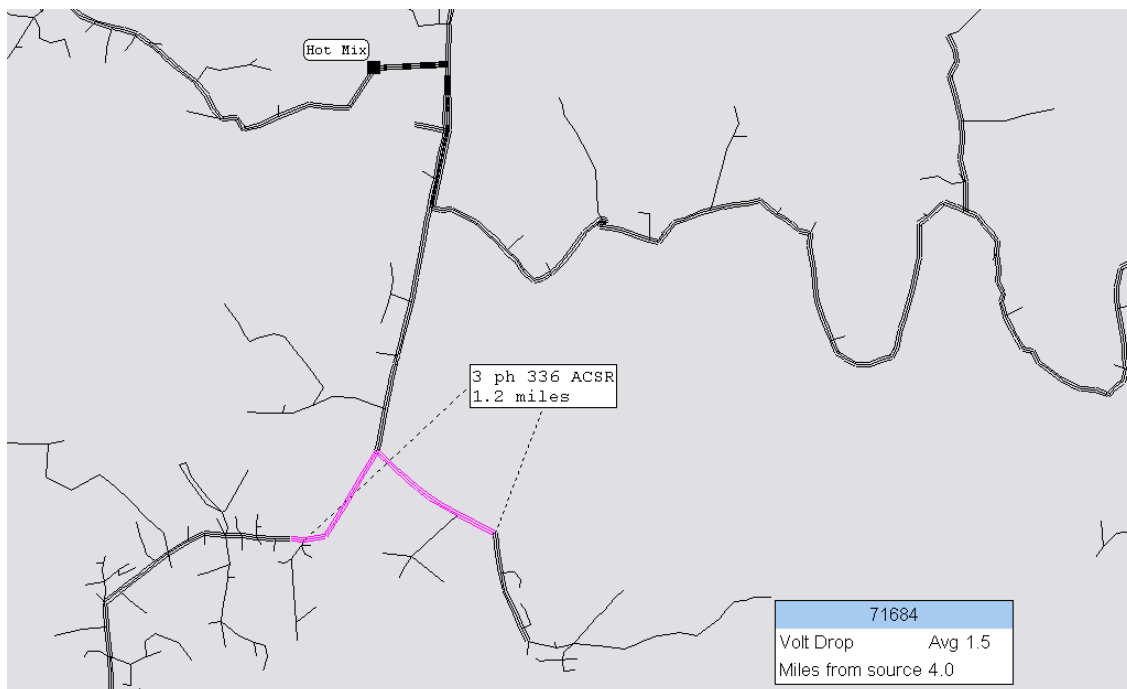 Hot Mix
3 ph 336 ACSR
1.2 miles
71684
Volt Drop Avg 1.5
Miles from source 4.0